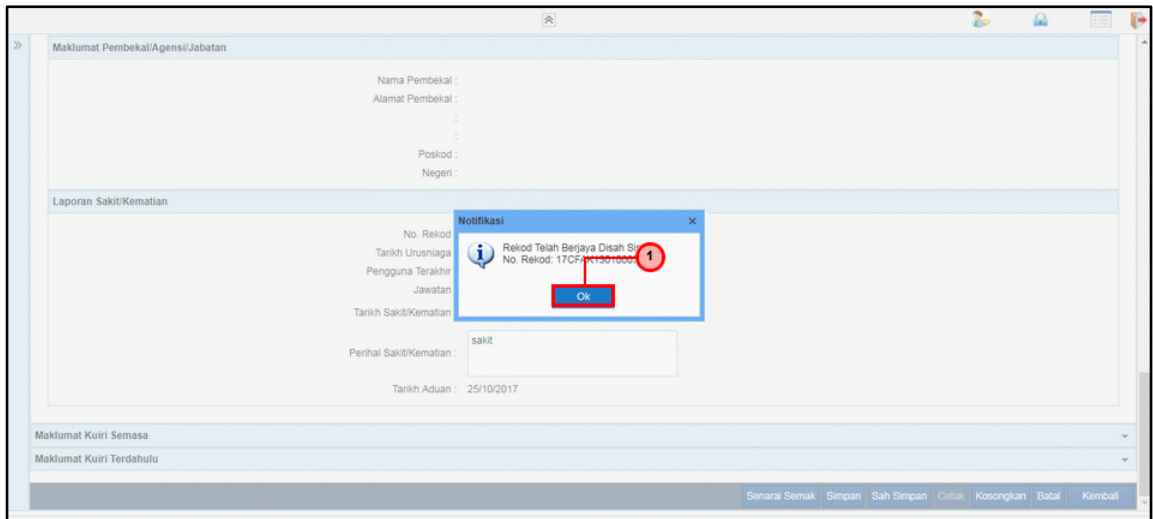 Maklumat Pembekal/Agensi/Jabatan
Nama Pembekal :
Alamat Pembekal :
:
:
Poskod :
Negeri :
Laporan Sakit/Kematian
No. Rekod
Tarikh Urusniaga
Pengguna Terakhir
Jawatan
Tarikh Sakit/Kematian
Notifikasi
Rekod Telah Berjaya Disah
No. Rekod:
1
Ok
Perihal Sakit/Kematian :
sakit
Tarikh Aduan : 25/10/2017
Maklumat Kuiri Semasa
Maklumat Kuiri Terdahulu
Senarai Semak Simpan Sah Simpan Cetak Kosongkan Batal Kembali